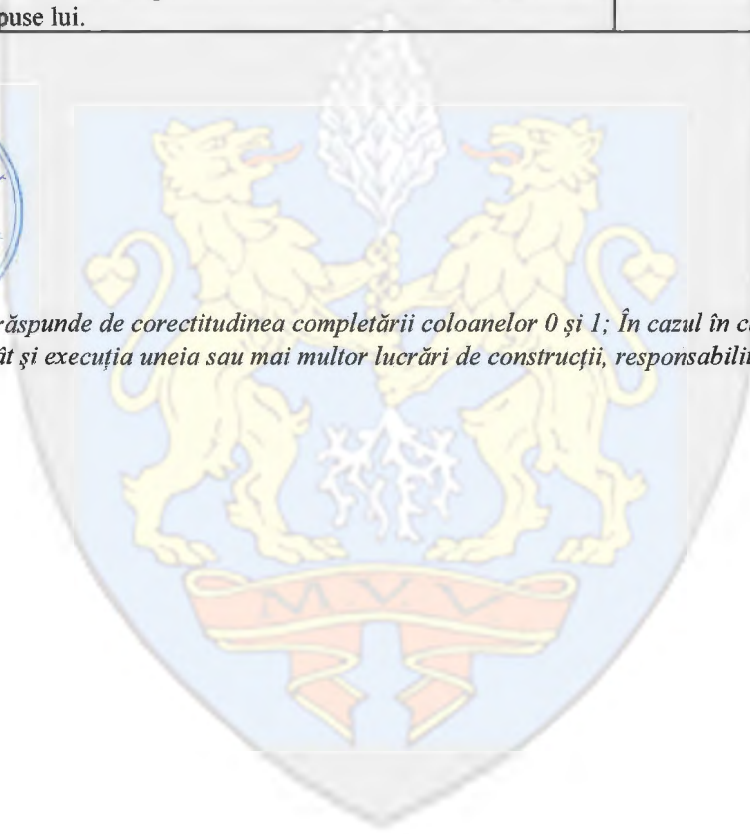 puse lui.
răspunde de corectitudinea completării coloanelor 0 și 1; În cazul în
ât și execuția uneia sau mai multor lucrări de construcții,
MVV